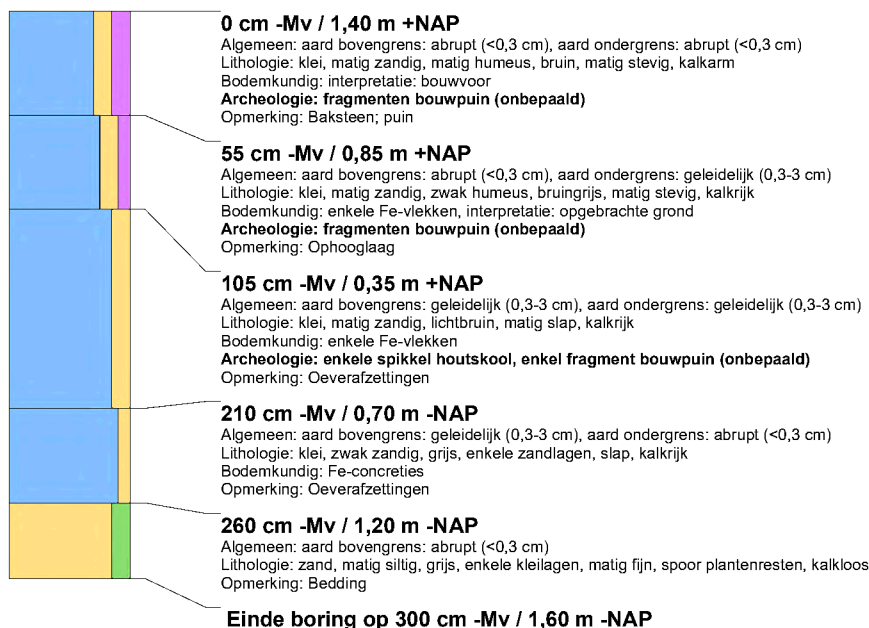 0 cm -Mv / 1,40 m +NAP
Algemeen: aard bovengrens: abrupt (<0,3 cm), aard ondergrens: abrupt (<0,3 cm)
Lithologie: klei, matig zandig, matig humeus, bruin, matig stevig, kalkarm
Bodemkundig: interpretatie: bouwvoor
Archeologie: fragmenten bouwpuin (onbepaald)
Opmerking: Baksteen; puin
55 cm -Mv / 0,85 m +NAP
Algemeen: aard bovengrens: abrupt (<0,3 cm), aard ondergrens: geleidelijk (0,3-3 cm)
Lithologie: klei, matig zandig, zwak humeus, bruingrijs, matig stevig, kalkrijk
Bodemkundig: enkele Fe-vlekken, interpretatie: opgebrachte grond
Archeologie: fragmenten bouwpuin (onbepaald)
Opmerking: Ophooglaag
105 cm -Mv / 0,35 m +NAP
Algemeen: aard bovengrens: geleidelijk (0,3-3 cm), aard ondergrens: geleidelijk (0,3-3 cm)
Lithologie: klei, matig zandig, lichtbruin, matig slap, kalkrijk
Bodemkundig: enkele Fe-vlekken
Archeologie: enkele spikkel houtskool, enkel fragment bouwpuin (onbepaald)
Opmerking: Oeverafzettingen
210 cm -Mv / 0,70 m -NAP
Algemeen: aard bovengrens: geleidelijk (0,3-3 cm), aard ondergrens: abrupt (<0,3 cm)
Lithologie: klei, zwak zandig, grijs, enkele zandlagen, slap, kalkrijk
Bodemkundig: Fe-concreties
Opmerking: Oeverafzettingen
260 cm -Mv / 1,20 m -NAP
Algemeen: aard bovengrens: abrupt (<0,3 cm)
Lithologie: zand, matig siltig, grijs, enkele kleilagen, matig fijn, spoor plantenresten, kalkloos
Opmerking: Bedding
Einde boring op 300 cm -Mv / 1,60 m -NAP